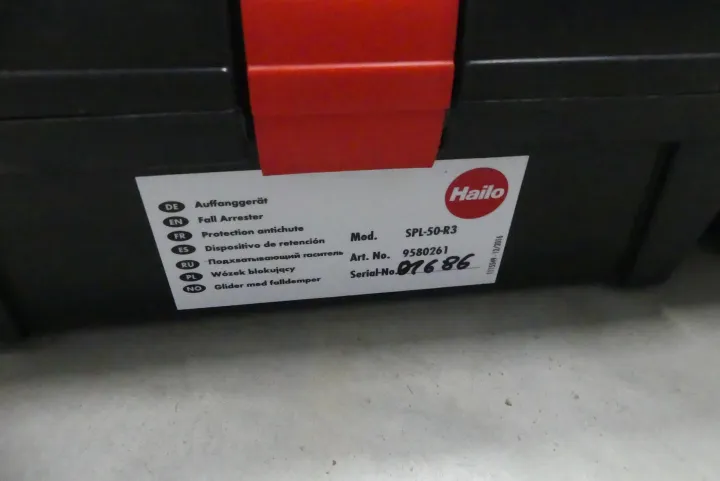 Hailo
DE Auffanggerät
EN Fall Arrester
FR Protection antichute
ES Dispositivo de retención
RU Подхватывающий гаситель
PL Wózek blokujący
NO Glider med falldemper
Mod. SPL-50-R3
Art. No. 9580261
Serial-No. 01686